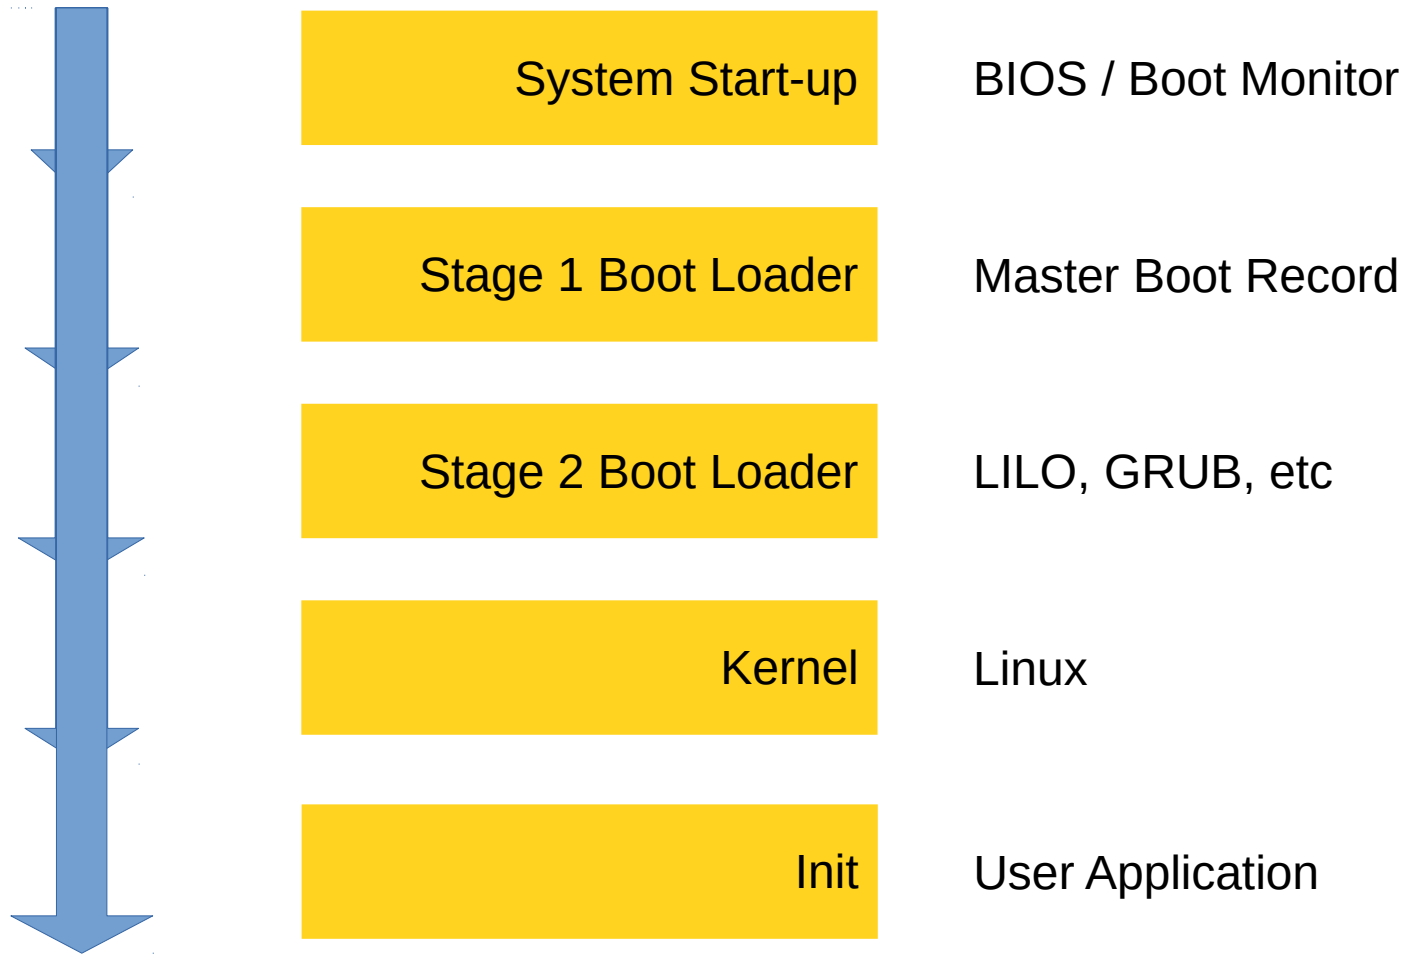 System Start-up
BIOS / Boot Monitor
Stage 1 Boot Loader
Master Boot Record
Stage 2 Boot Loader
LILO, GRUB, etc
Kernel
Linux
Init
User Application